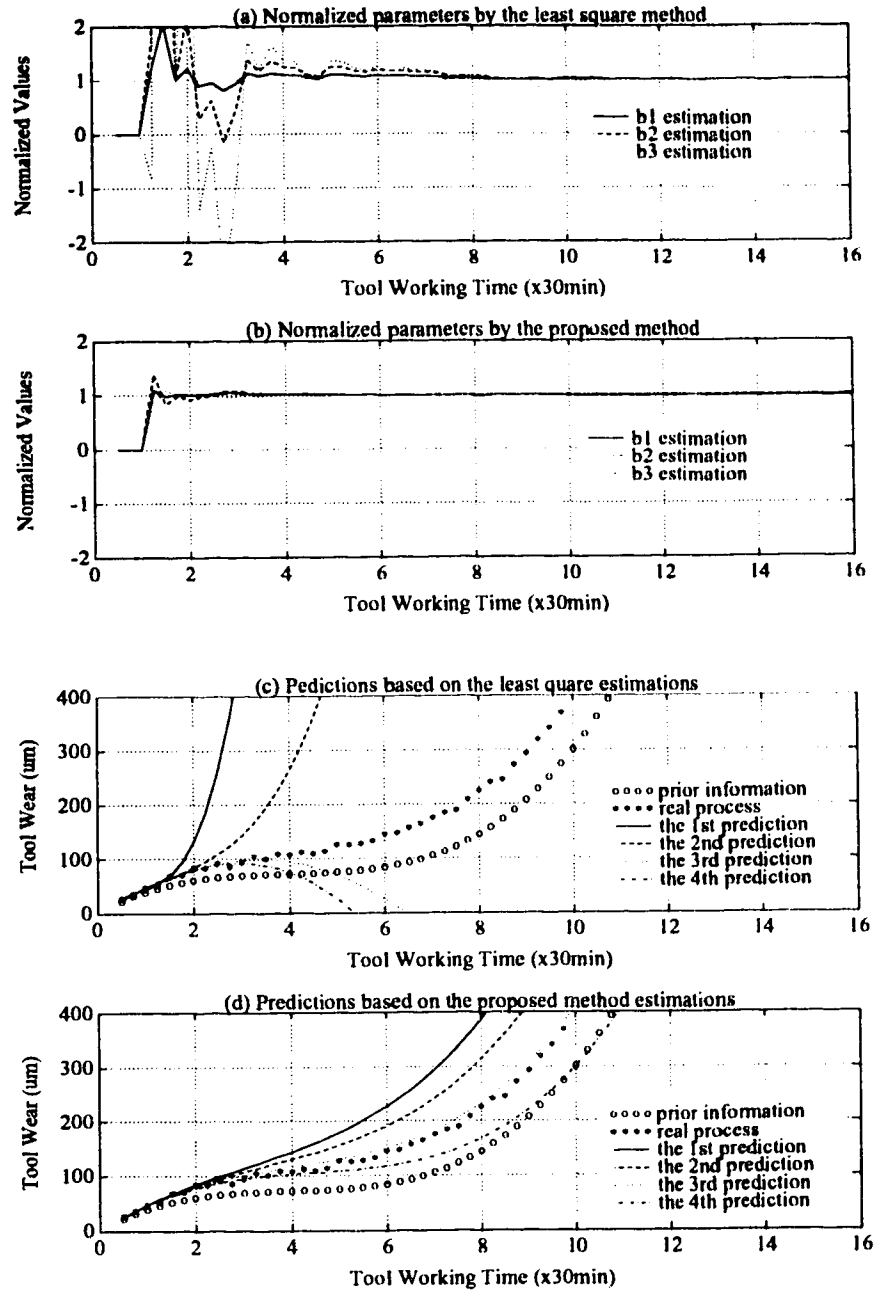 (a) Normalized parameters by the least square method
2
1
0
-1
-2
Normalized Values
b1 estimation
b2 estimation
b3 estimation
0 2 4 6 8 10 12 14 16
Tool Working Time (x30min)
(b) Normalized parameters by the proposed method
2
1
0
-1
-2
Normalized Values
b1 estimation
b2 estimation
b3 estimation
0 2 4 6 8 10 12 14 16
Tool Working Time (x30min)
(c) Pedictions based on the least quare estimations
400
300
200
100
0
Tool Wear (um)
prior information
real process
the 1st prediction
the 2nd prediction
the 3rd prediction
the 4th prediction
0 2 4 6 8 10 12 14 16
Tool Working Time (x30min)
(d) Predictions based on the proposed method estimations
400
300
200
100
0
Tool Wear (um)
prior information
real process
the 1st prediction
the 2nd prediction
the 3rd prediction
the 4th prediction
0 2 4 6 8 10 12 14 16
Tool Working Time (x30min)